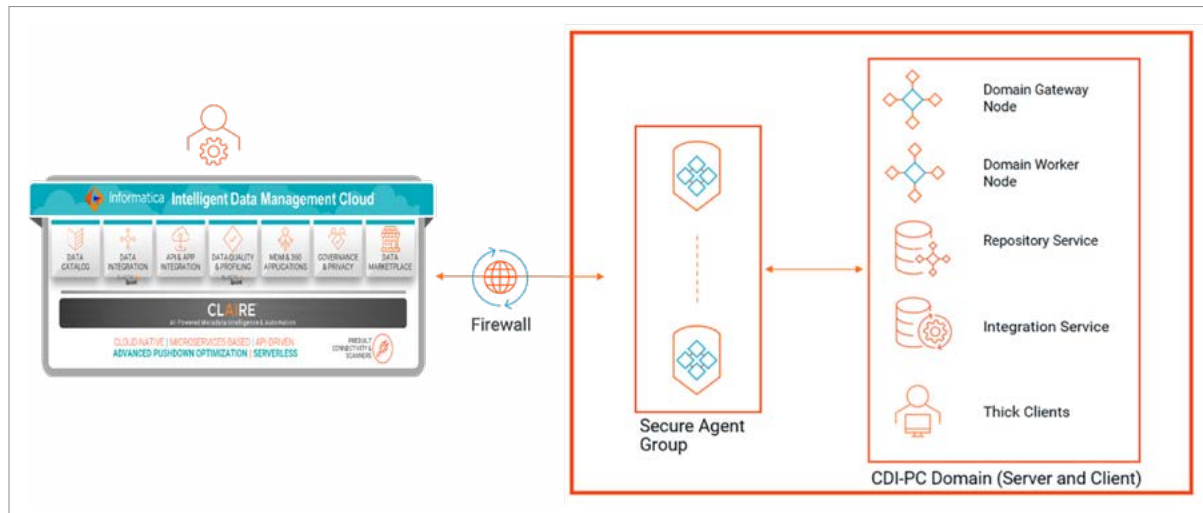 Informatica Intelligent Data Management Cloud
DATA
CATALOG
DATA
INTEGRATION
API & APP
INTEGRATION
DATA QUALITY
& PROFILING
MDM & 360
APPLICATIONS
GOVERNANCE
& PRIVACY
DATA
MARKETPLACE
CLAIRE
AI-Powered Metadata Intelligence & Automation
CLOUD-NATIVE | MICROSERVICES BASED | API-DRIVEN
ADVANCED PUSHDOWN OPTIMIZATION | SERVERLESS
PREBUILT
CONNECTIVITY &
SCANNERS
Firewall
Secure Agent
Group
Domain Gateway
Node
Domain Worker
Node
Repository Service
Integration Service
Thick Clients
CDI-PC Domain (Server and Client)